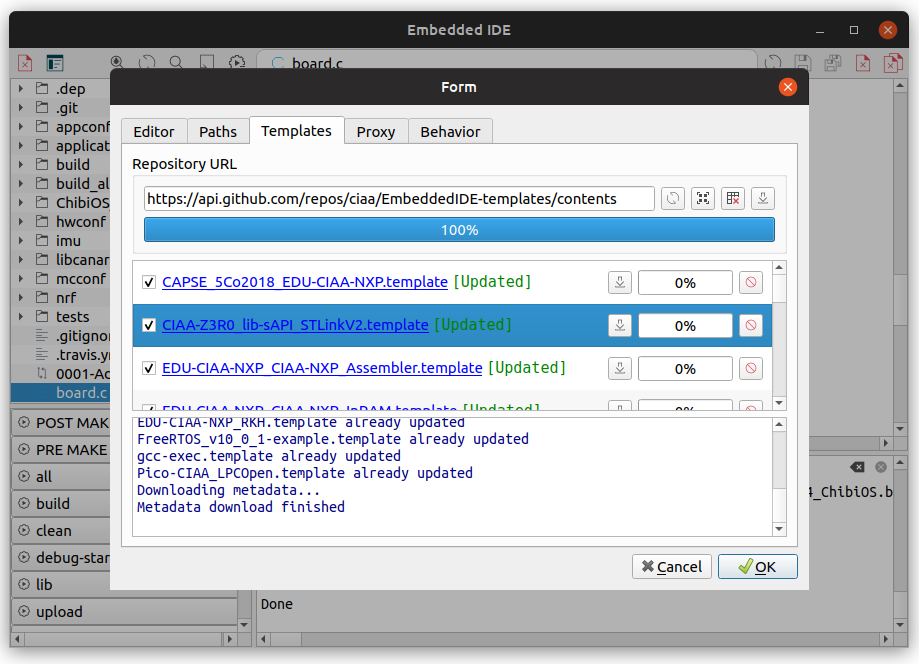 Embedded IDE
board.c
Form
.dep
.git
appconf
applicat
build
build_al
ChibiOS
hwconf
imu
libcanar
mcconf
nrf
tests
.gitignor
.travis.y
0001-Ac
board.c
POST MAK
PRE MAKE
all
build
clean
debug-star
lib
upload
Editor
Paths
Templates
Proxy
Behavior
Repository URL
https://api.github.com/repos/ciaa/EmbeddedIDE-templates/contents
100%
CAPSE_5Co2018_EDU-CIAA-NXP.template [Updated]
0%
CIAA-Z3R0_lib-sAPI_STLinkV2.template [Updated]
0%
EDU-CIAA-NXP_CIAA-NXP_Assembler.template [Updated]
0%
EDU-CIAA-NXP_CIAA-NXP_InRAM.template [Updated]
0%
EDU-CIAA-NXP_RKH.template already updated
FreeRTOS_v10_0_1-example.template already updated
gcc-exec.template already updated
Pico-CIAA_LPCOpen.template already updated
Downloading metadata...
Metadata download finished
Cancel
OK
4_ChibiOS.b
Done